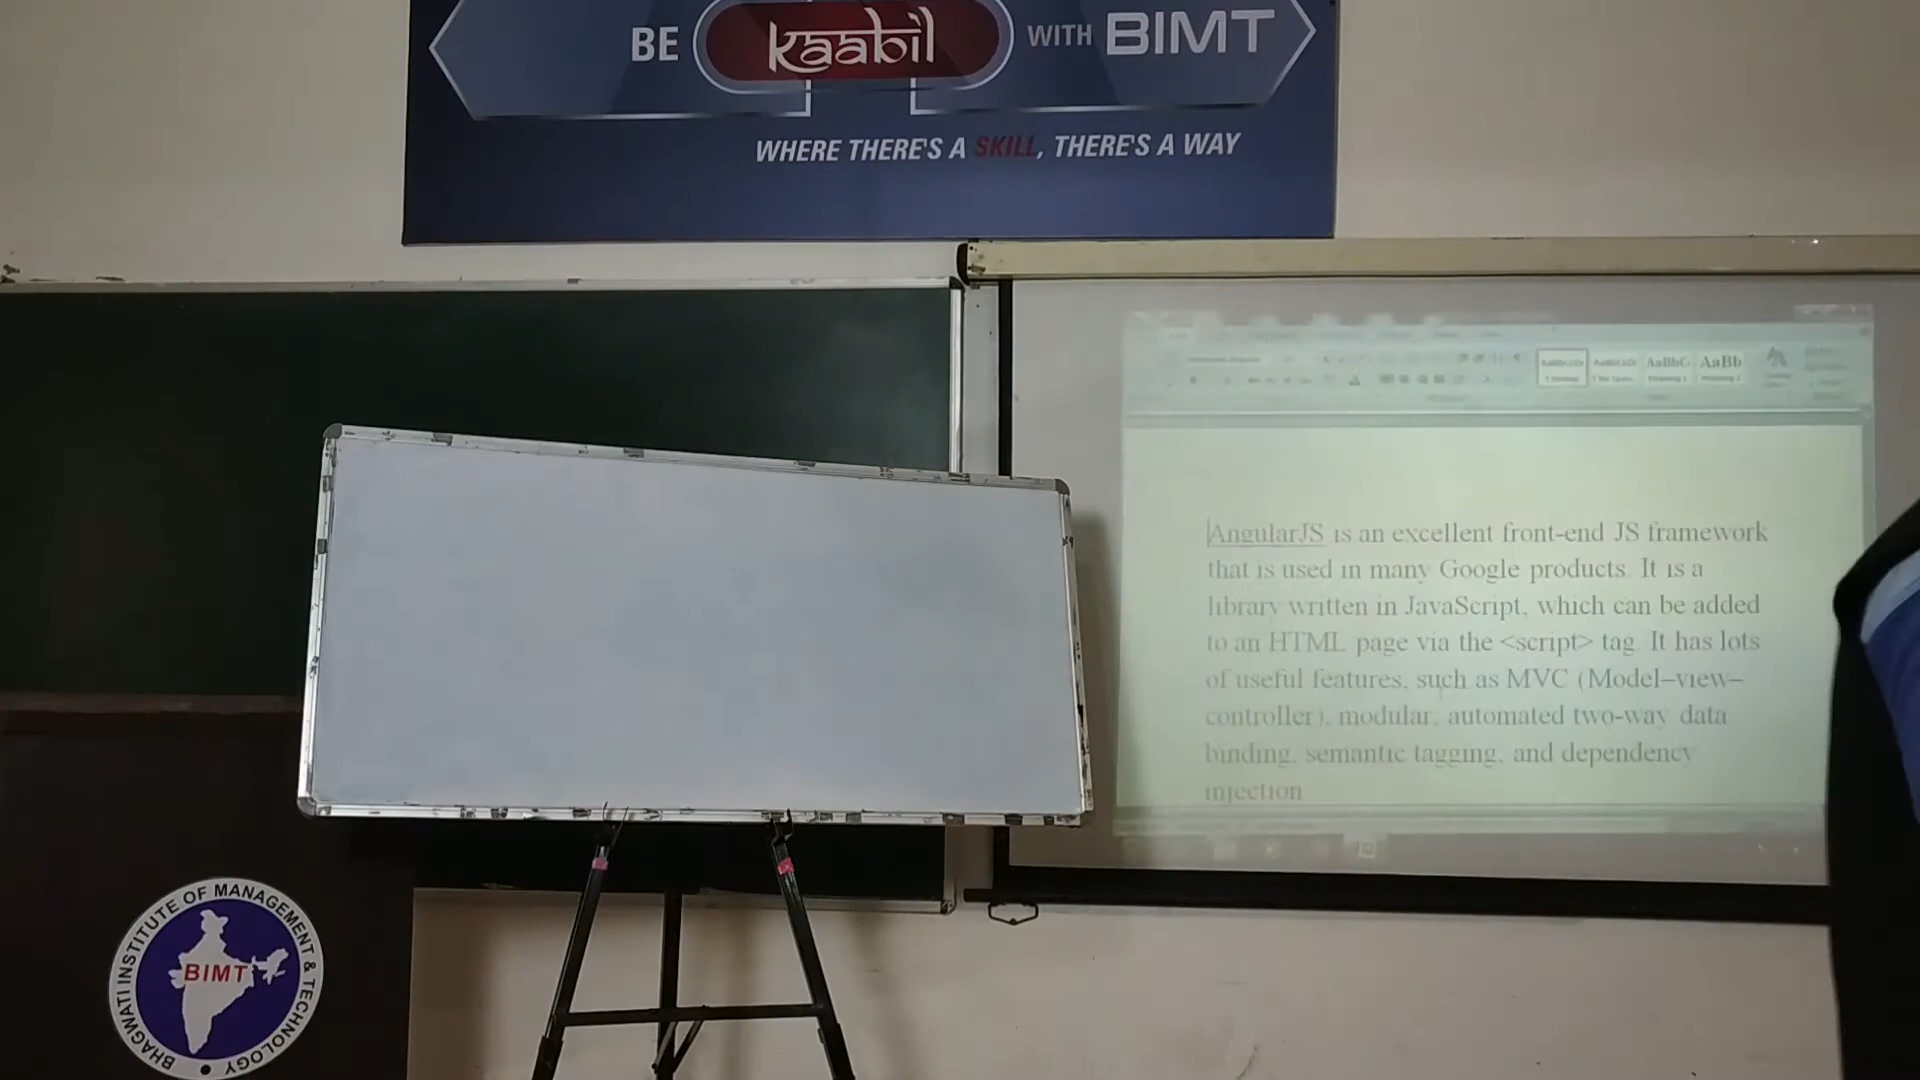 BE kaabil WITH BIMT
WHERE THERE'S A SKILL, THERE'S A WAY
AaBbC AaBb
AngularJS is an excellent front-end JS framework
that is used in many Google products. It is a
library written in JavaScript, which can be added
to an HTML page via the <script> tag. It has lots
of useful features, such as MVC (Model–view–
controller), modular, automated two-way data
binding, semantic tagging, and dependency
injection
BHAGWATI INSTITUTE OF MANAGEMENT & TECHNOLOGY
BIMT